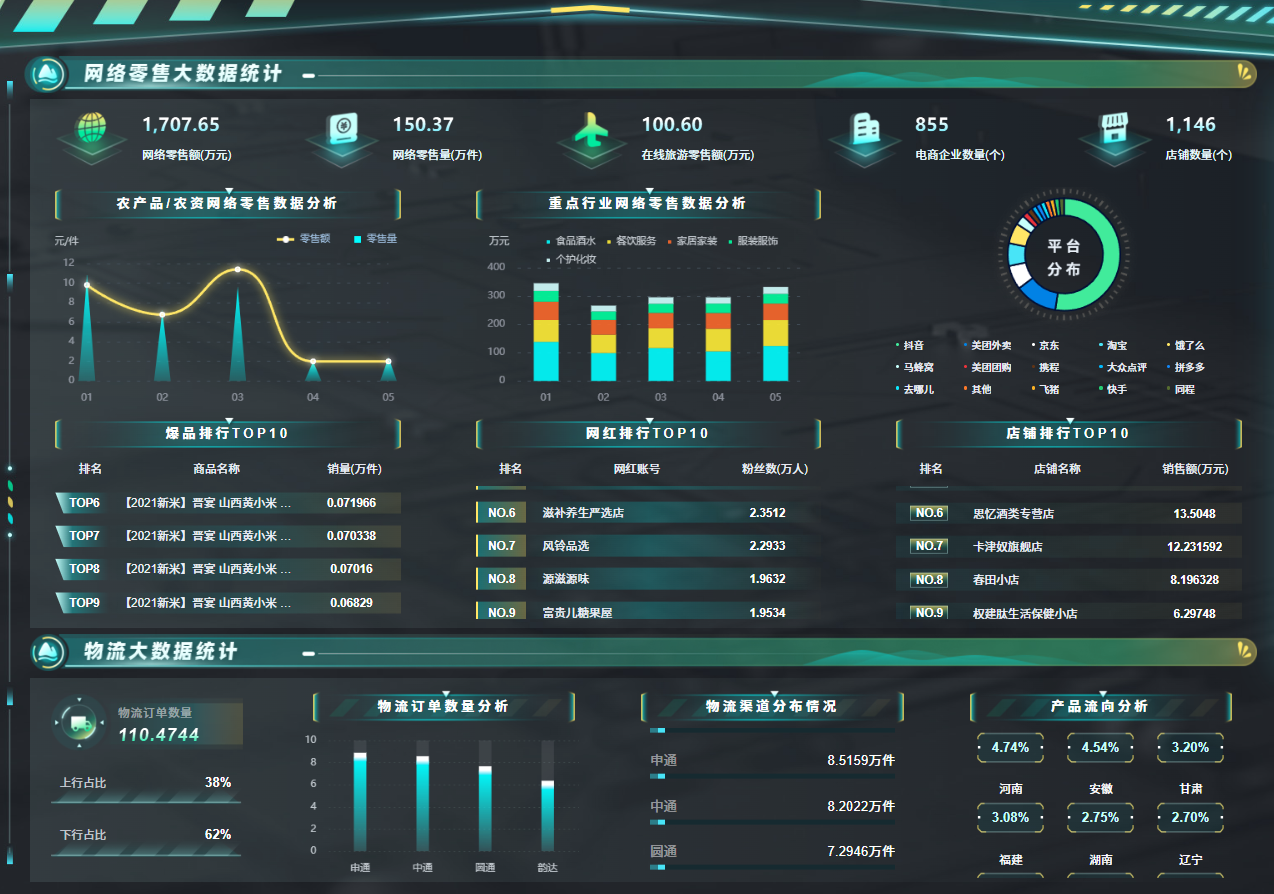 网络零售大数据统计
1,707.65
网络零售额(万元)
150.37
网络零售量(万件)
100.60
在线旅游零售额(万元)
855
电商企业数量(个)
1,146
店铺数量(个)
农产品/农资网络零售数据分析
元/件
零售额 零售量
12
10
8
6
4
2
0
01 02 03 04 05
重点行业网络零售数据分析
万元
食品酒水 餐饮服务 家居家装 服装服饰
个护化妆
400
300
200
100
0
01 02 03 04 05
平台
分布
抖音 美团外卖 京东 淘宝 饿了么
马蜂窝 美团团购 携程 大众点评 拼多多
去哪儿 其他 飞猪 快手 同程
爆品排行TOP10
排名 商品名称 销量(万件)
TOP6 【2021新米】晋宴 山西黄小米 ... 0.071966
TOP7 【2021新米】晋宴 山西黄小米 ... 0.070338
TOP8 【2021新米】晋宴 山西黄小米 ... 0.07016
TOP9 【2021新米】晋宴 山西黄小米 ... 0.06829
网红排行TOP10
排名 网红账号 粉丝数(万人)
NO.6 滋补养生严选店 2.3512
NO.7 风铃品选 2.2933
NO.8 源滋源味 1.9632
NO.9 富贵儿糖果屋 1.9534
店铺排行TOP10
排名 店铺名称 销售额(万元)
NO.6 思忆酒类专营店 13.5048
NO.7 卡津奴旗舰店 12.231592
NO.8 春田小店 8.196328
NO.9 权建肽生活保健小店 6.29748
物流大数据统计
物流订单数量
110.4744
上行占比 38%
下行占比 62%
物流订单数量分析
10
8
6
4
2
0
申通 中通 圆通 韵达
物流渠道分布情况
申通 8.5159万件
中通 8.2022万件
圆通 7.2946万件
产品流向分析
4.74% 4.54% 3.20%
河南 安徽 甘肃
3.08% 2.75% 2.70%
福建 湖南 辽宁